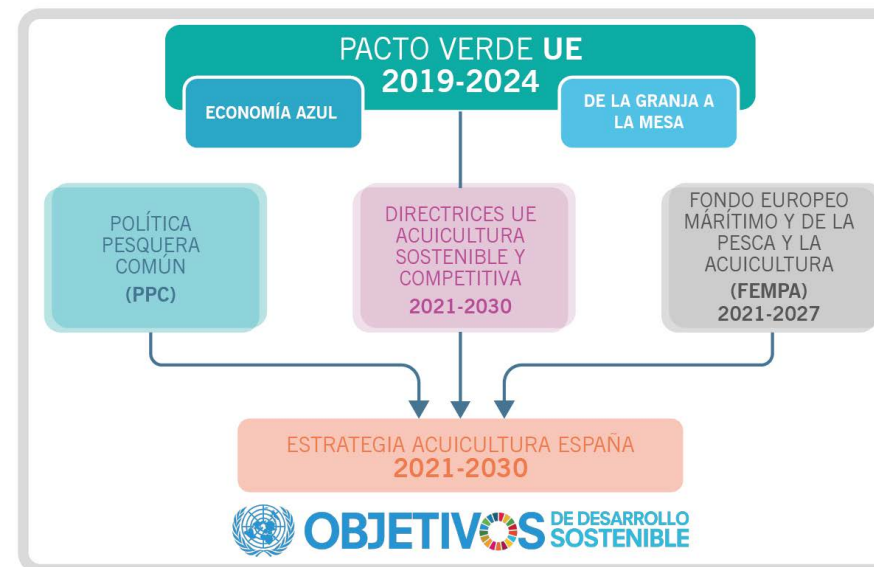 PACTO VERDE UE
2019-2024
ECONOMÍA AZUL
DE LA GRANJA A
LA MESA
POLÍTICA
PESQUERA
COMÚN
(PPC)
DIRECTRICES UE
ACUICULTURA
SOSTENIBLE Y
COMPETITIVA
2021-2030
FONDO EUROPEO
MÁRÍTIMO Y DE LA
PESCA Y LA
ACUICULTURA
(FEMPA)
2021-2027
ESTRATEGIA ACUICULTURA ESPAÑA
2021-2030
OBJETIVOS DE DESARROLLO
SOSTENIBLE